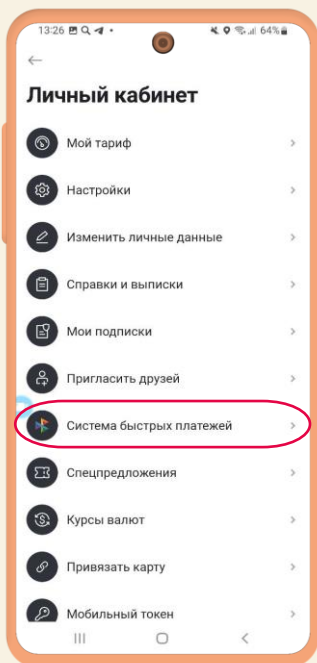 13:26 64%
Личный кабинет
Мой тариф
Настройки
Изменить личные данные
Справки и выписки
Мои подписки
Пригласить друзей
Система быстрых платежей
Спецпредложения
Курсы валют
Привязать карту
Мобильный токен